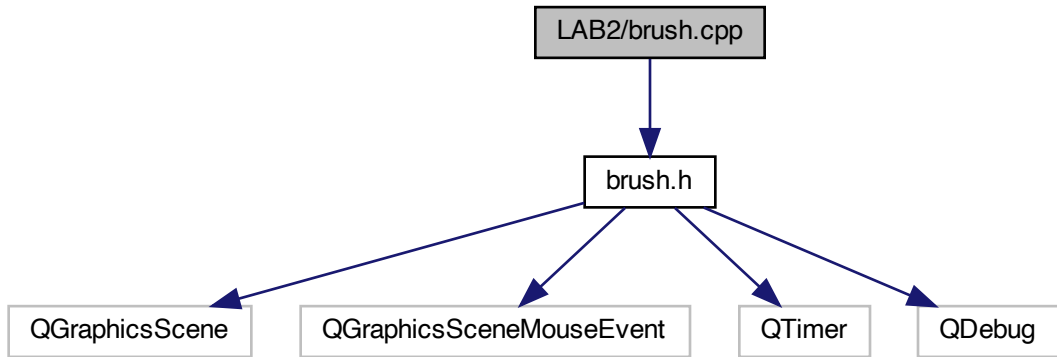 LAB2/brush.cpp
brush.h
QGraphicsScene
QGraphicsSceneMouseEvent
QTimer
QDebug